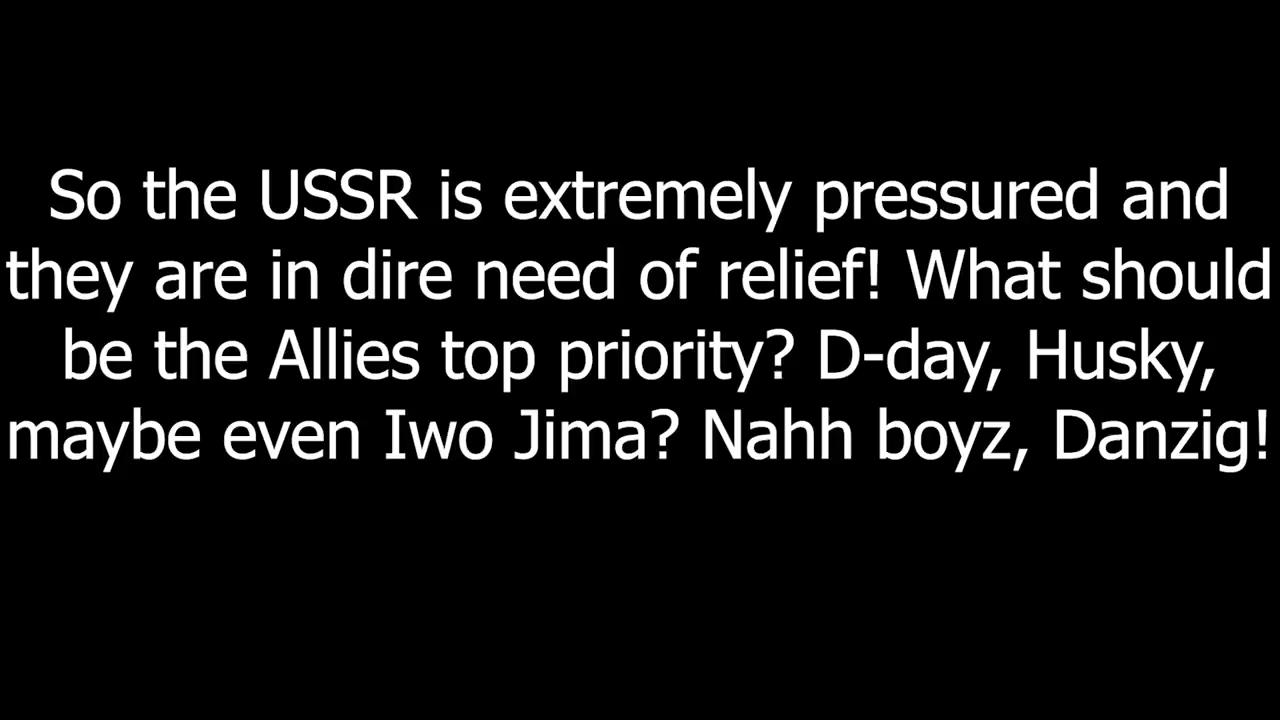 So the USSR is extremely pressured and
they are in dire need of relief! What should
be the Allies top priority? D-day, Husky,
maybe even Iwo Jima? Nahh boyz, Danzig!